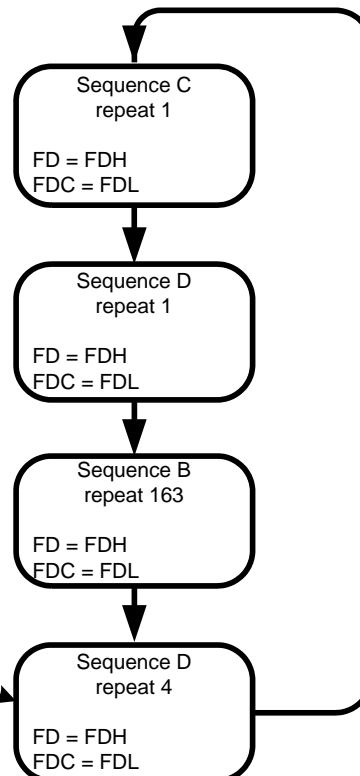 Sequence C
repeat 1
FD = FDH
FDC = FDL
Sequence D
repeat 1
FD = FDH
FDC = FDL
Sequence B
repeat 163
FD = FDH
FDC = FDL
Sequence D
repeat 4
FD = FDH
FDC = FDL